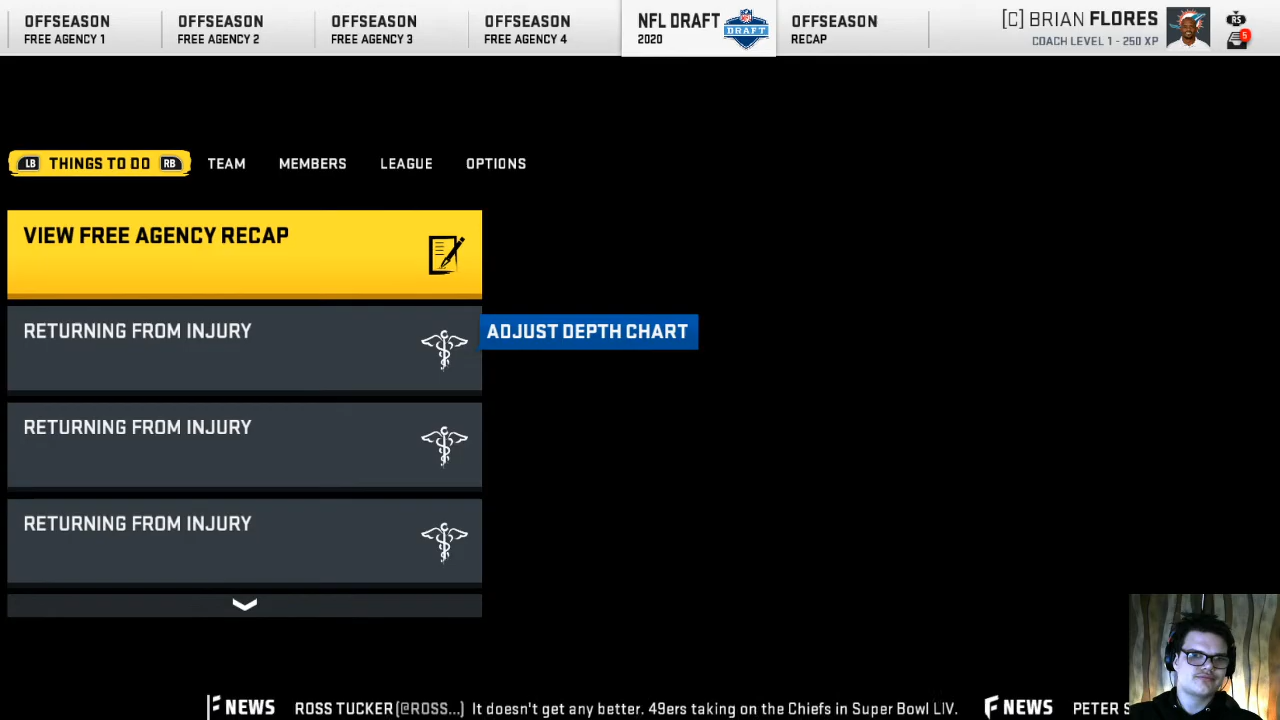 OFFSEASON
FREE AGENCY 1
OFFSEASON
FREE AGENCY 2
OFFSEASON
FREE AGENCY 3
OFFSEASON
FREE AGENCY 4
NFL DRAFT
2020
NFL
DRAFT
OFFSEASON
RECAP
[C] BRIAN FLORES
COACH LEVEL 1 - 250 XP
RS
5
LB THINGS TO DO RB
TEAM
MEMBERS
LEAGUE
OPTIONS
VIEW FREE AGENCY RECAP
RETURNING FROM INJURY
ADJUST DEPTH CHART
RETURNING FROM INJURY
RETURNING FROM INJURY
F NEWS ROSS TUCKER (@ROSS...) It doesn't get any better. 49ers taking on the Chiefs in Super Bowl LIV. F NEWS PETER S